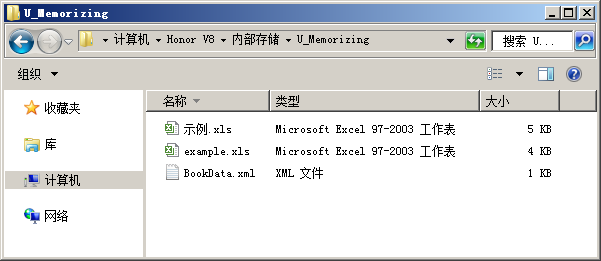 U_Memorizing
计算机 Honor V8 内部存储 U_Memorizing 搜索 U...
组织
名称 类型 大小
收藏夹
库
计算机
网络
示例.xls Microsoft Excel 97-2003 工作表 5 KB
example.xls Microsoft Excel 97-2003 工作表 4 KB
BookData.xml XML 文件 1 KB